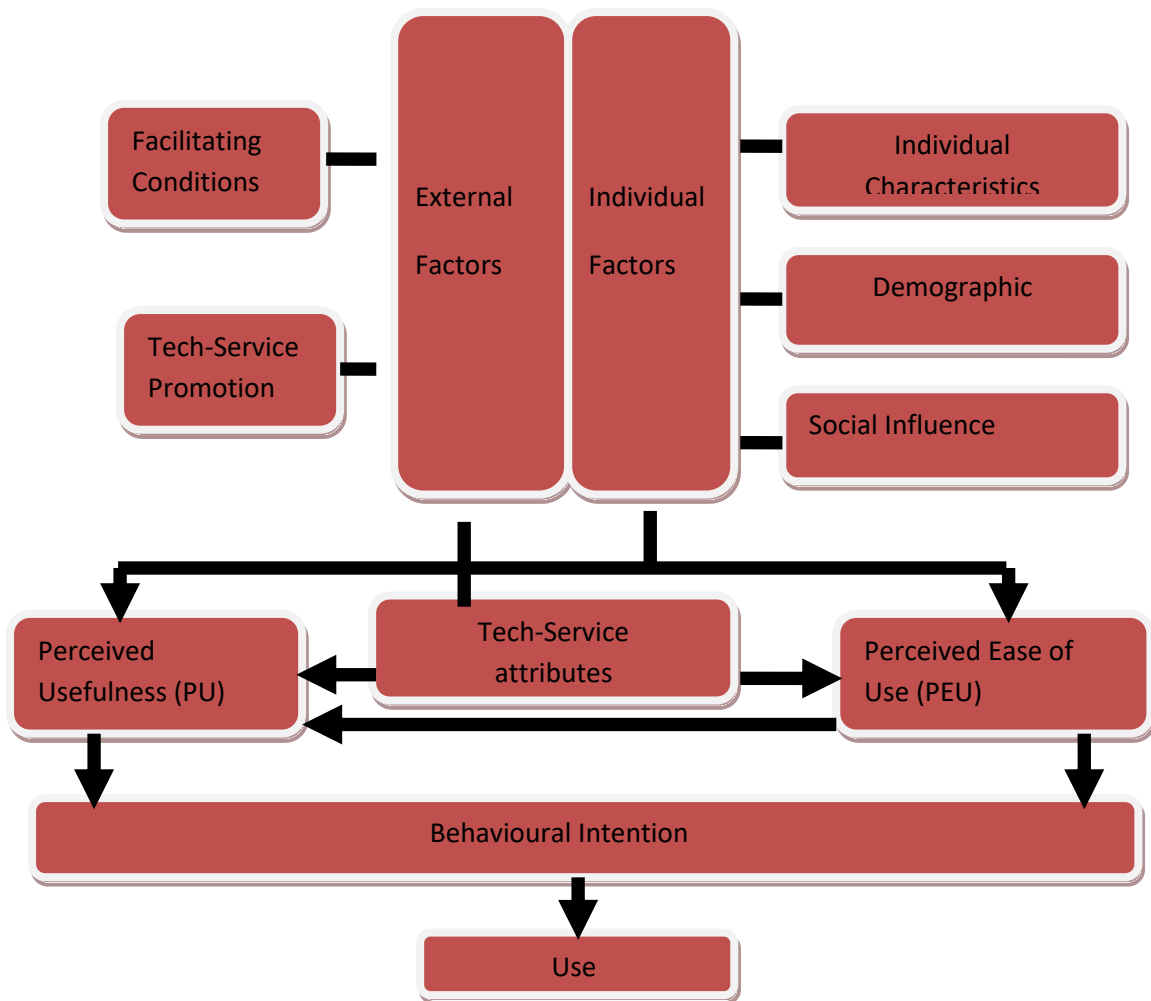 Facilitating
Conditions
External
Factors
Individual
Factors
Individual
Characteristics
Tech-Service
Promotion
Demographic
Social Influence
Perceived
Usefulness (PU)
Tech-Service
attributes
Perceived Ease of
Use (PEU)
Behavioural Intention
Use